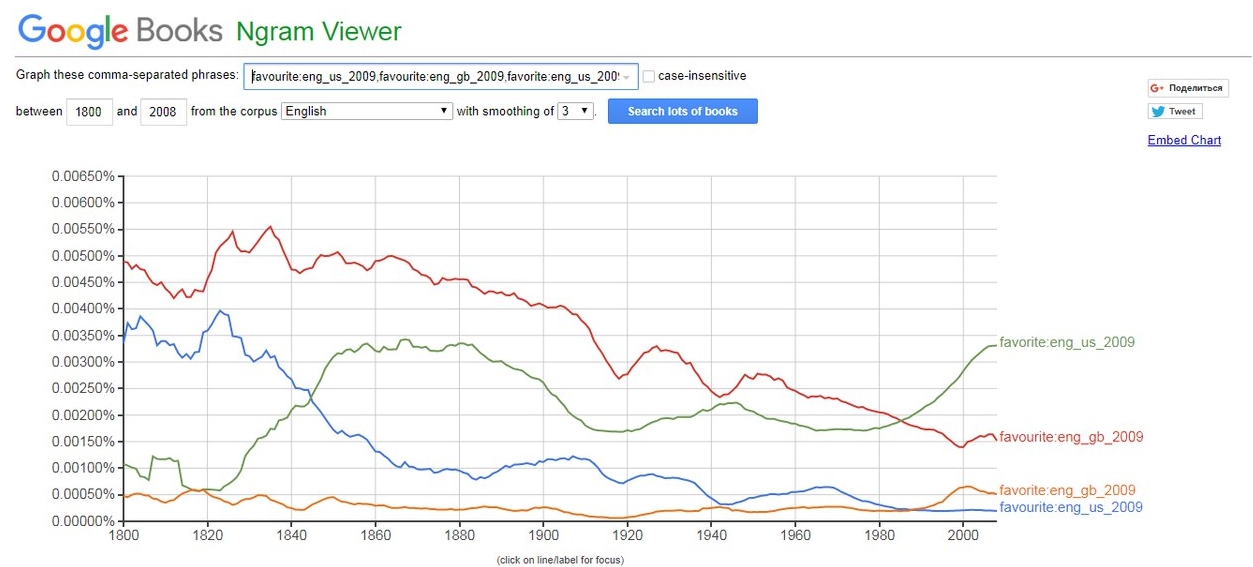 Google Books Ngram Viewer
Graph these comma-separated phrases: favourite:eng_us_2009,favourite:eng_gb_2009,favorite:eng_us_200 case-insensitive
between 1800 and 2008 from the corpus English with smoothing of 3 . Search lots of books
Поделиться
Tweet
Embed Chart
0.00650%
0.00600%
0.00550%
0.00500%
0.00450%
0.00400%
0.00350%
0.00300%
0.00250%
0.00200%
0.00150%
0.00100%
0.00050%
0.00000%
favorite:eng_us_2009
favourite:eng_gb_2009
favorite:eng_gb_2009
favourite:eng_us_2009
1800 1820 1840 1860 1880 1900 1920 1940 1960 1980 2000
(click on line/label for focus)